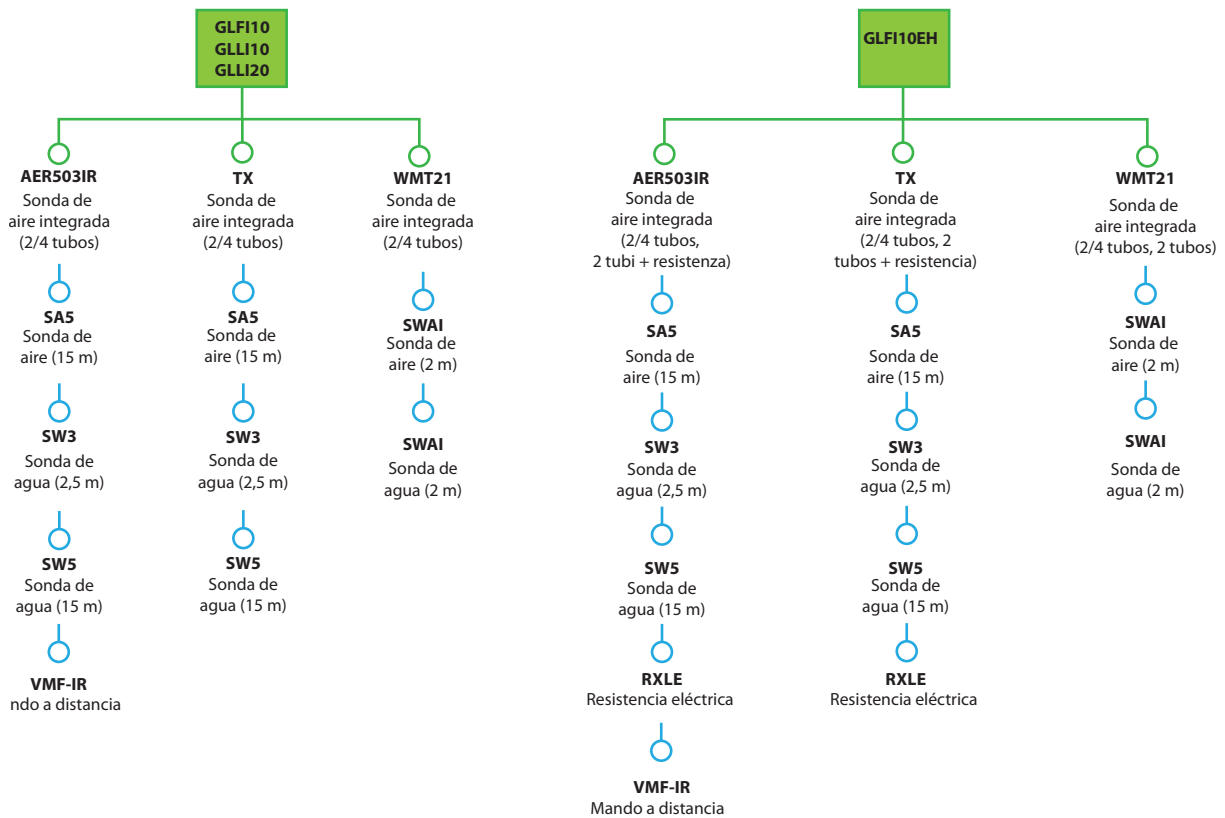 GLFI10
GLLI10
GLLI20
AER503IR
Sonda de
aire integrada
(2/4 tubos)
SA5
Sonda de
aire (15 m)
SW3
Sonda de
agua (2,5 m)
SW5
Sonda de
agua (15 m)
VMF-IR
ndo a distancia
TX
Sonda de
aire integrada
(2/4 tubos)
SA5
Sonda de
aire (15 m)
SW3
Sonda de
agua (2,5 m)
SW5
Sonda de
agua (15 m)
WMT21
Sonda de
aire integrada
(2/4 tubos)
SWAI
Sonda de
aire (2 m)
SWAI
Sonda de
agua (2 m)
GLFI10EH
AER503IR
Sonda de
aire integrada
(2/4 tubos,
2 tubi + resistenza)
SA5
Sonda de
aire (15 m)
SW3
Sonda de
agua (2,5 m)
SW5
Sonda de
agua (15 m)
RXLE
Resistencia eléctrica
VMF-IR
Mando a distancia
TX
Sonda de
aire integrada
(2/4 tubos, 2
tubos + resistencia)
SA5
Sonda de
aire (15 m)
SW3
Sonda de
agua (2,5 m)
SW5
Sonda de
agua (15 m)
RXLE
Resistencia eléctrica
WMT21
Sonda de
aire integrada
(2/4 tubos, 2 tubos)
SWAI
Sonda de
aire (2 m)
SWAI
Sonda de
agua (2 m)